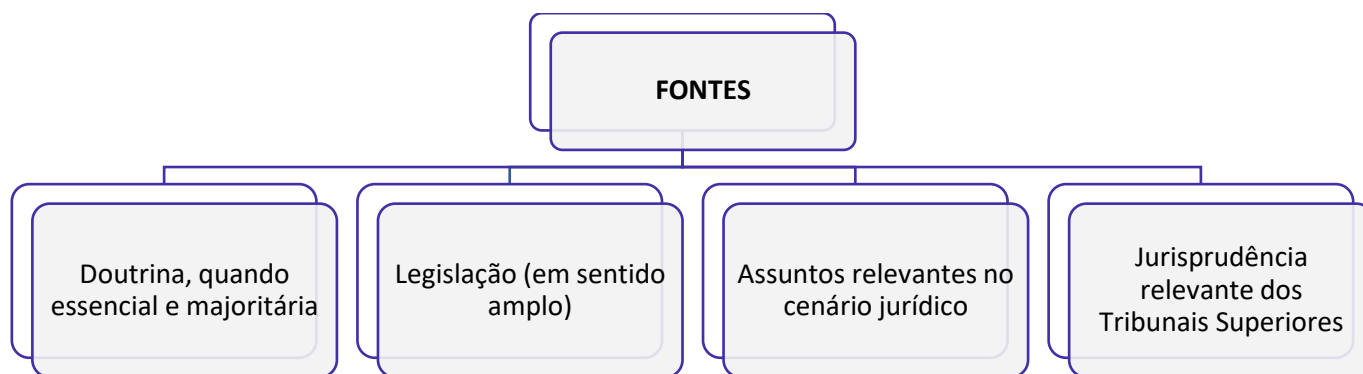 FONTES
Doutrina, quando
essencial e majoritária
Legislação (em sentido
amplo)
Assuntos relevantes no
cenário jurídico
Jurisprudência
relevante dos
Tribunais Superiores